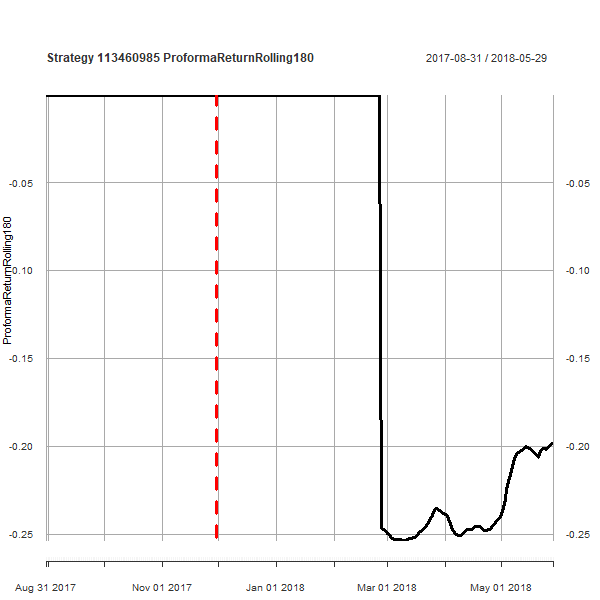 Strategy 113460985 ProformaReturnRolling180
2017-08-31 / 2018-05-29
-0.05
-0.05
-0.10
-0.10
-0.15
-0.15
-0.20
-0.20
-0.25
-0.25
ProformaReturnRolling180
Aug 31 2017
Nov 01 2017
Jan 01 2018
Mar 01 2018
May 01 2018